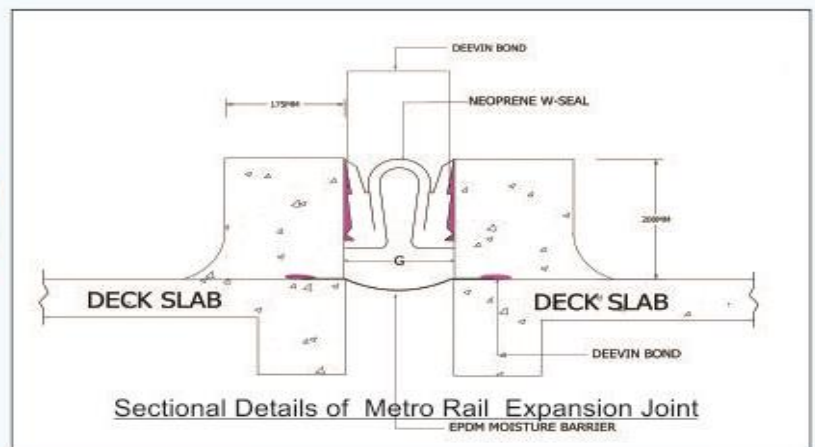 DEEVIN BOND
NEOPRENE W-SEAL
175MM
200MM
G
DECK SLAB
DECK SLAB
DEEVIN BOND
Sectional Details of Metro Rail Expansion Joint
EPDM MOISTURE BARRIER